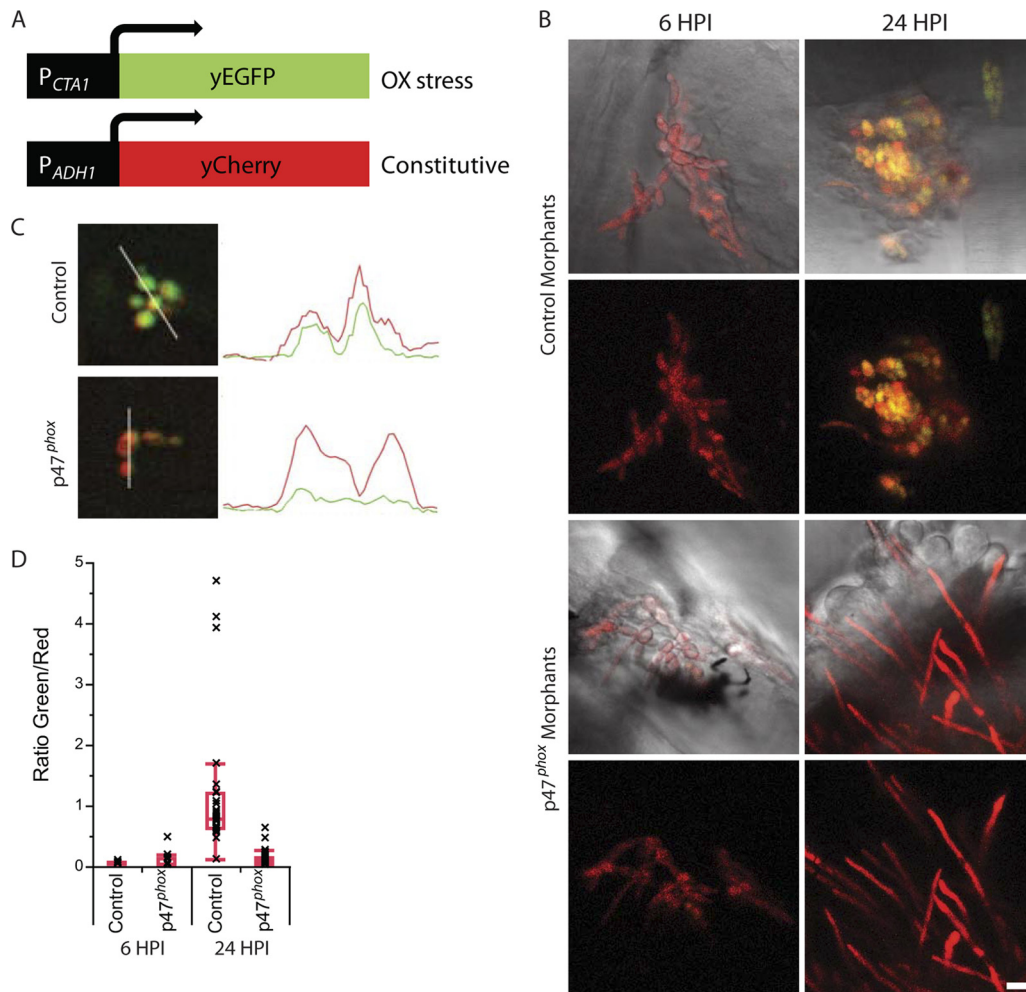 A
P_CTA1 yEGFP OX stress
P_ADH1 yCherry Constitutive
B
6 HPI 24 HPI
Control Morphants
p47^phox Morphants
C
Control
p47^phox
D
Ratio Green/Red
5
4
3
2
1
0
Control p47^phox Control p47^phox
6 HPI 24 HPI